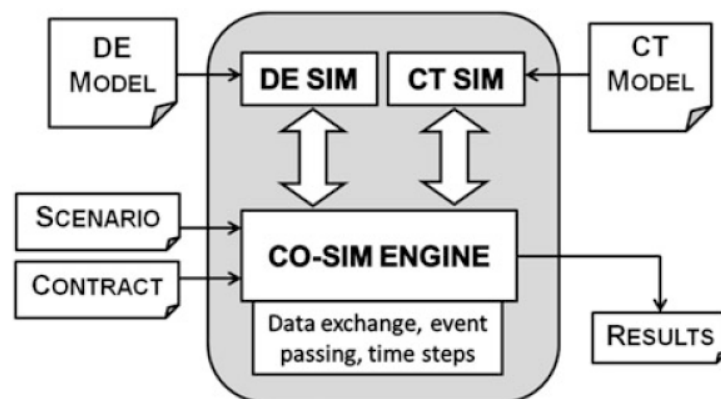 DE
MODEL
DE SIM
CT SIM
CT
MODEL
SCENARIO
CONTRACT
CO-SIM ENGINE
Data exchange, event
passing, time steps
RESULTS